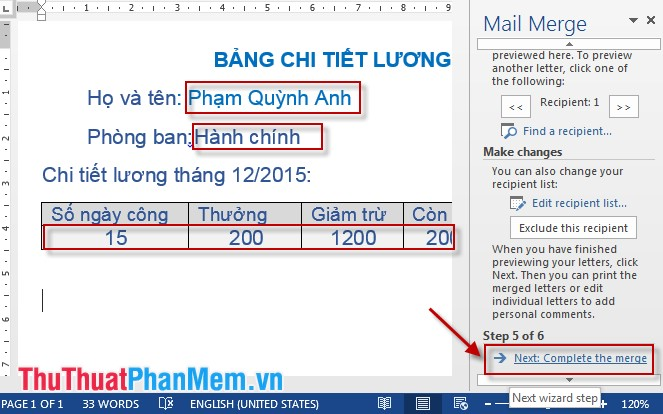 BẢNG CHI TIẾT LƯƠNG
Họ và tên: Phạm Quỳnh Anh
Phòng ban: Hành chính
Chi tiết lương tháng 12/2015:
Số ngày công Thưởng Giảm trừ Còn
15 200 1200 200
ThuThuatPhanMem.vn
PAGE 1 OF 1 33 WORDS ENGLISH (UNITED STATES) 120%
Mail Merge
previewed here. To preview
another letter, click one of
the following:
<< Recipient: 1 >>
Find a recipient...
Make changes
You can also change your
recipient list:
Edit recipient list...
Exclude this recipient
When you have finished
previewing your letters, click
Next. Then you can print the
merged letters or edit
individual letters to add
personal comments.
Step 5 of 6
Next: Complete the merge
Next wizard step